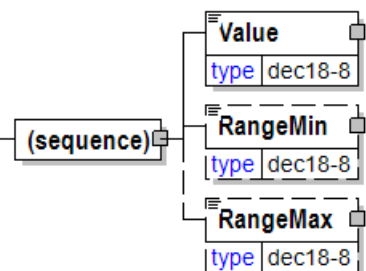 Value
type dec18-8
(sequence)
RangeMin
type dec18-8
RangeMax
type dec18-8